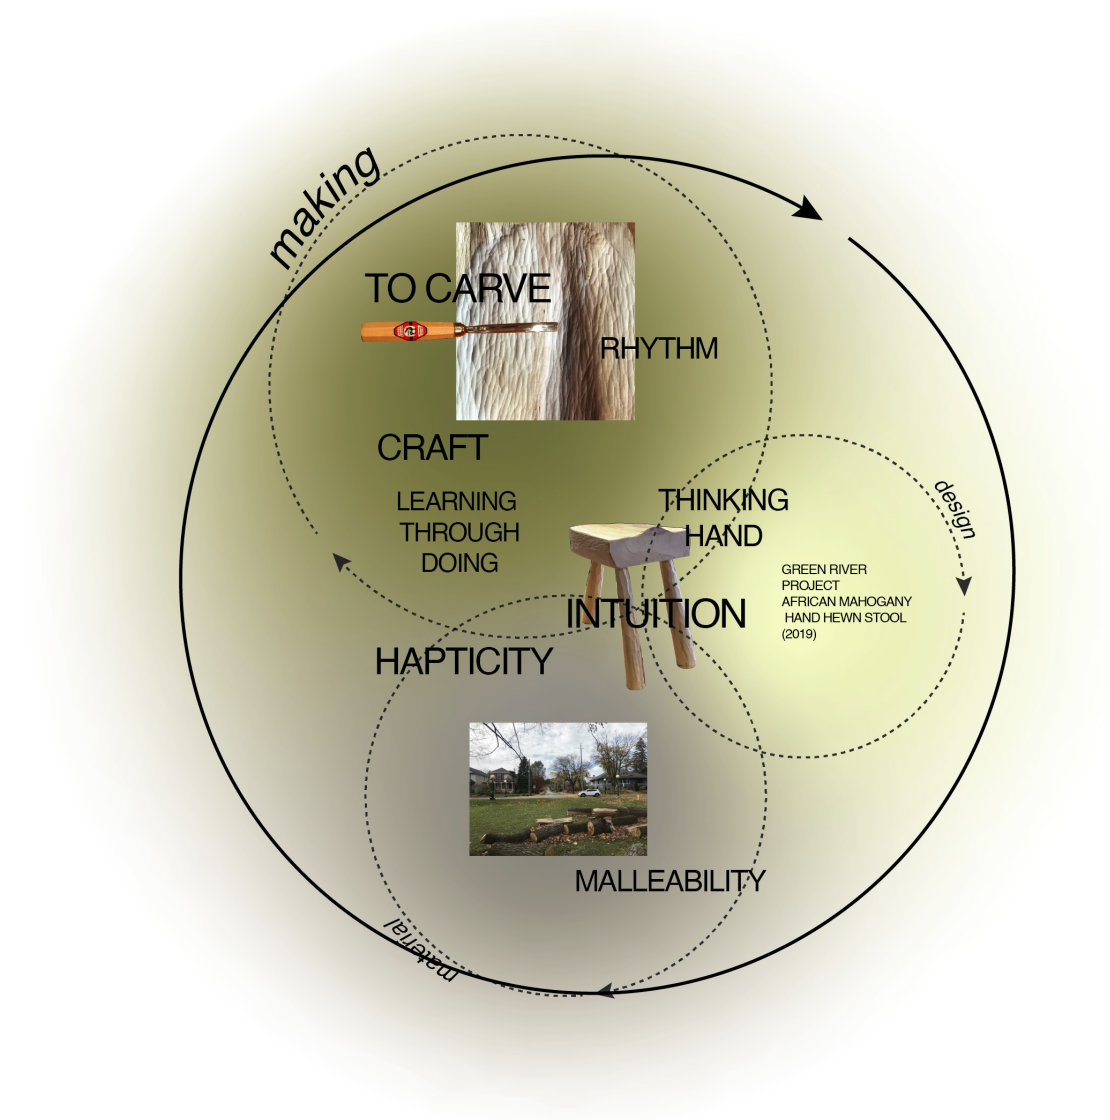 making
TO CARVE
RHYTHM
CRAFT
LEARNING
THROUGH
DOING
THINKING
HAND
design
GREEN RIVER
PROJECT
AFRICAN MAHOGANY
HAND HEWN STOOL
(2019)
INTUITION
HAPTICITY
MALLEABILITY
material